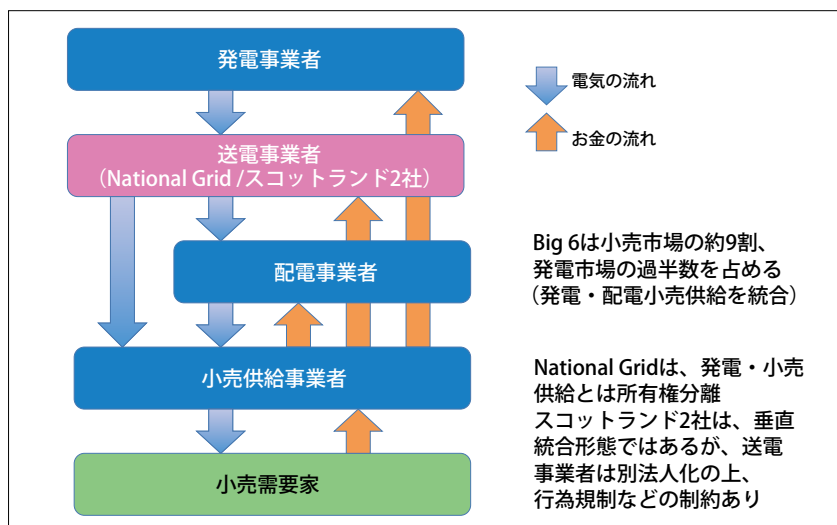 発電事業者
電気の流れ
お金の流れ
送電事業者
（National Grid /スコットランド2社）
配電事業者
Big 6は小売市場の約9割、
発電市場の過半数を占める
（発電・配電小売供給を統合）
小売供給事業者
National Gridは、発電・小売
供給とは所有権分離
スコットランド2社は、垂直
統合形態ではあるが、送電
事業者は別法人化の上、
行為規制などの制約あり
小売需要家